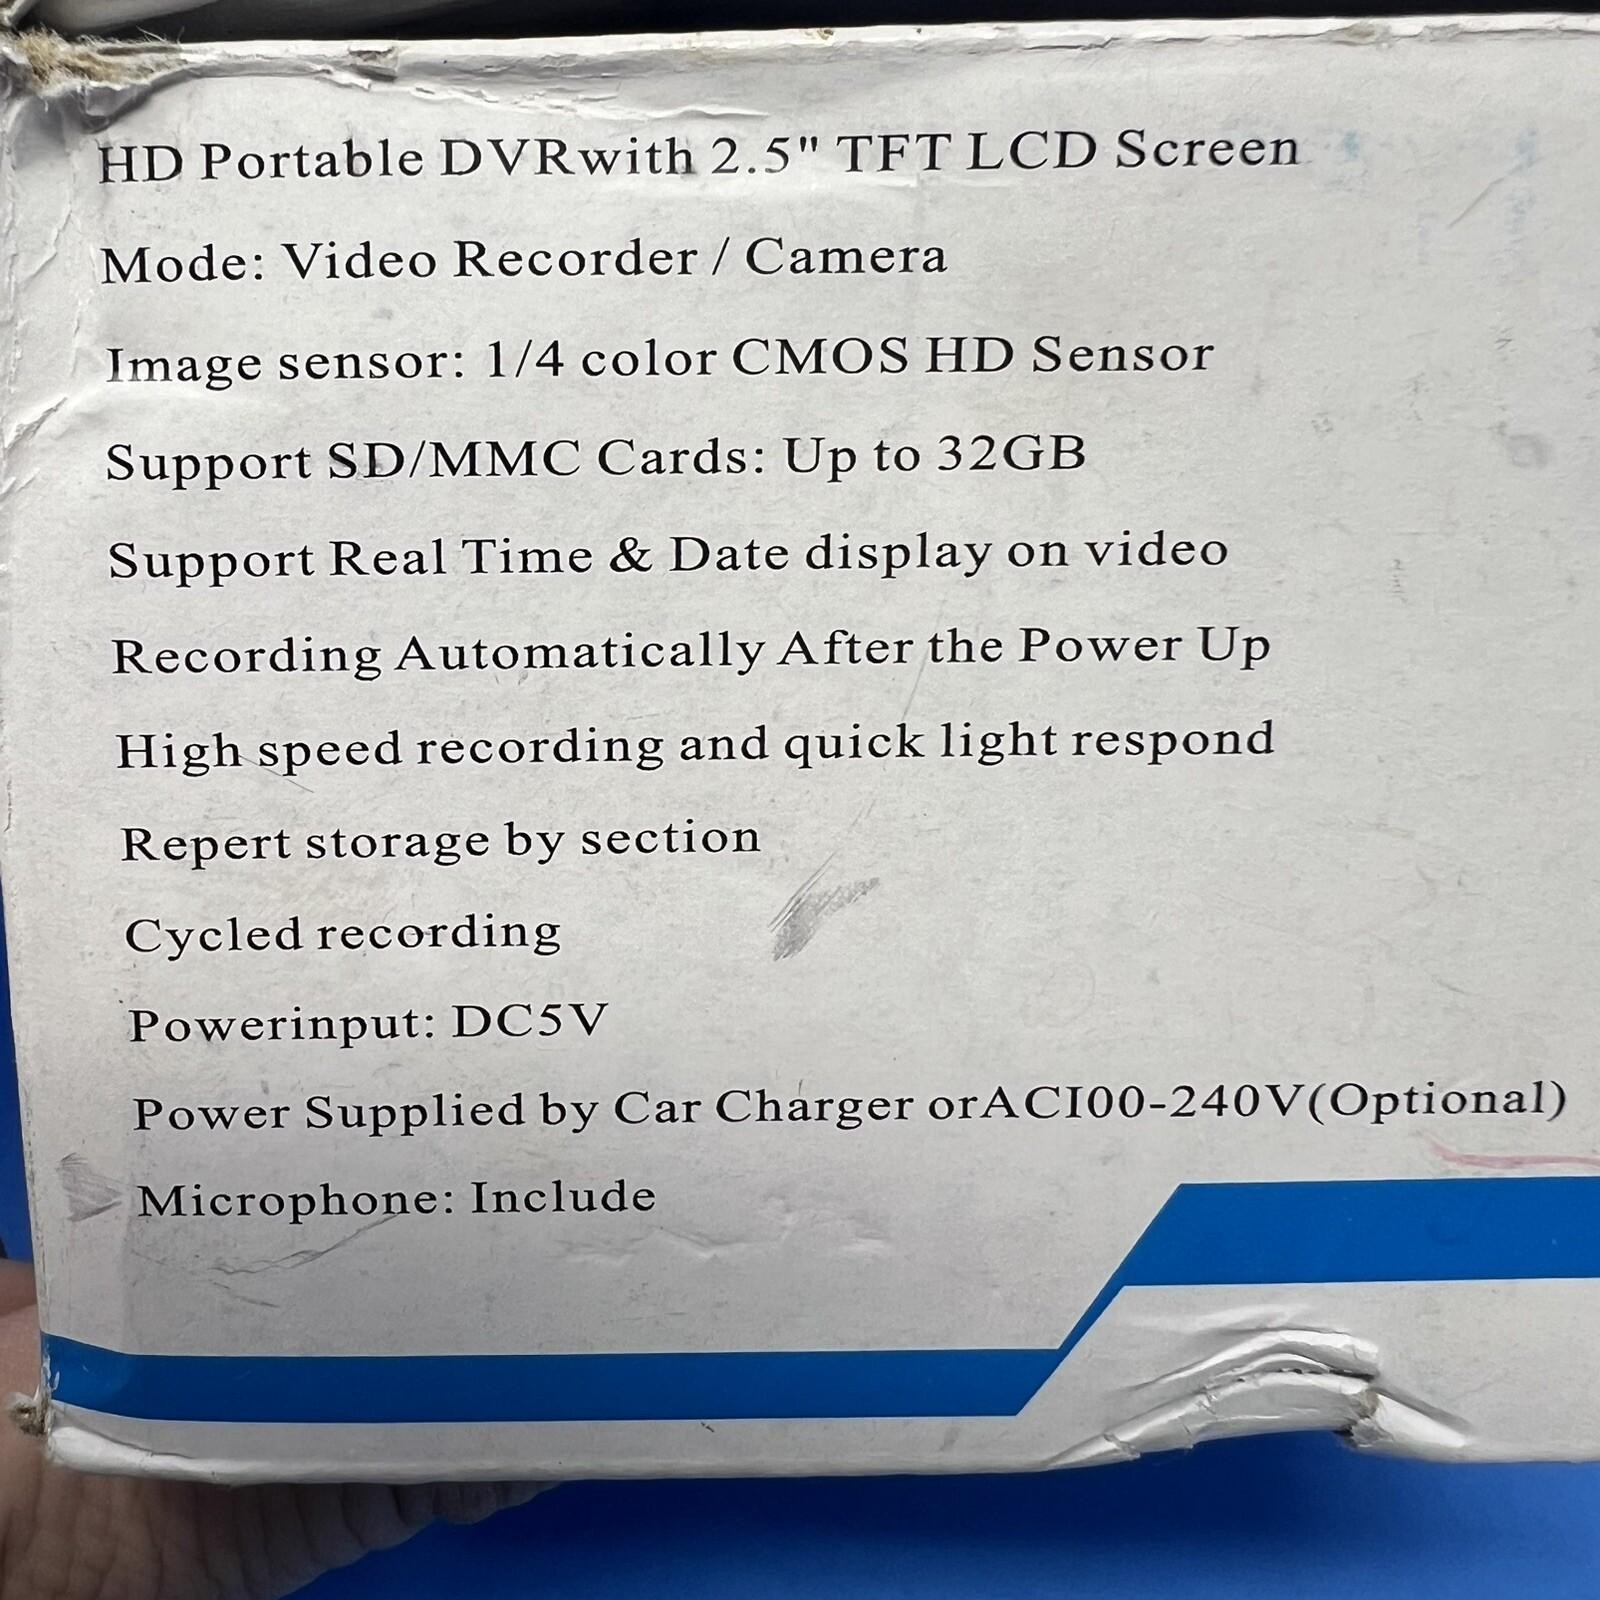 HD Portable DVRwith 2.5" TFT LCD Screen
Mode: Video Recorder / Camera
Image sensor: 1/4 color CMOS HD Sensor
Support SD/MMC Cards: Up to 32GB
Support Real Time & Date display on video
Recording Automatically After the Power Up
High speed recording and quick light respond
Repert storage by section
Cycled recording
Powerinput: DC5V
Power Supplied by Car Charger orACI00-240V(Optional)
Microphone: Include